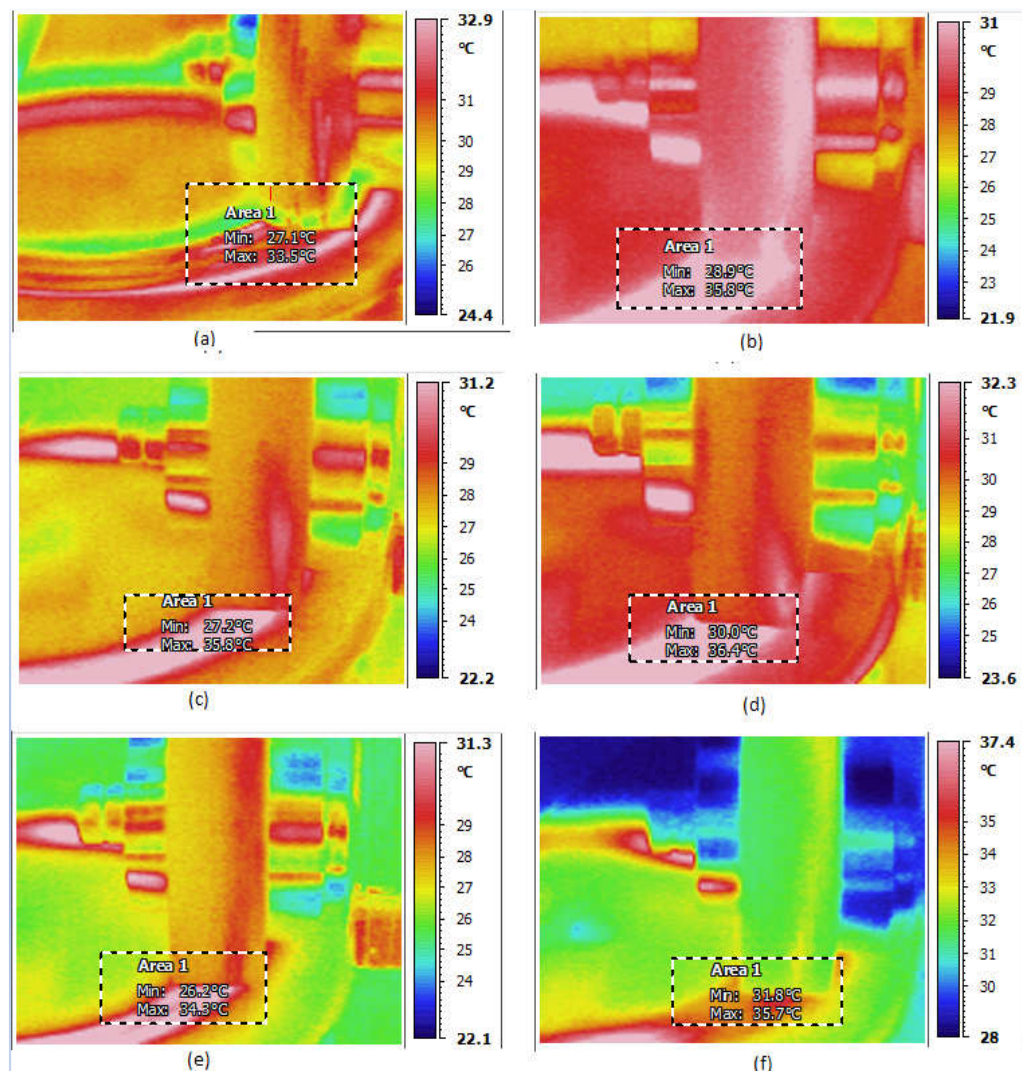 32.9
°C
31
30
29
28
27
26
24.4
Area 1
Min: 27.1°C
Max: 33.5°C
(a)
31
°C
29
28
27
26
25
24
23
21.9
Area 1
Min: 28.9°C
Max: 35.8°C
(b)
31.2
°C
29
28
27
26
25
24
22.2
Area 1
Min: 27.2°C
Max: 35.8°C
(c)
32.3
°C
31
30
29
28
27
26
25
23.6
Area 1
Min: 30.0°C
Max: 36.4°C
(d)
31.3
°C
29
28
27
26
25
24
22.1
Area 1
Min: 26.2°C
Max: 34.3°C
(e)
37.4
°C
35
34
33
32
31
30
28
Area 1
Min: 31.8°C
Max: 35.7°C
(f)